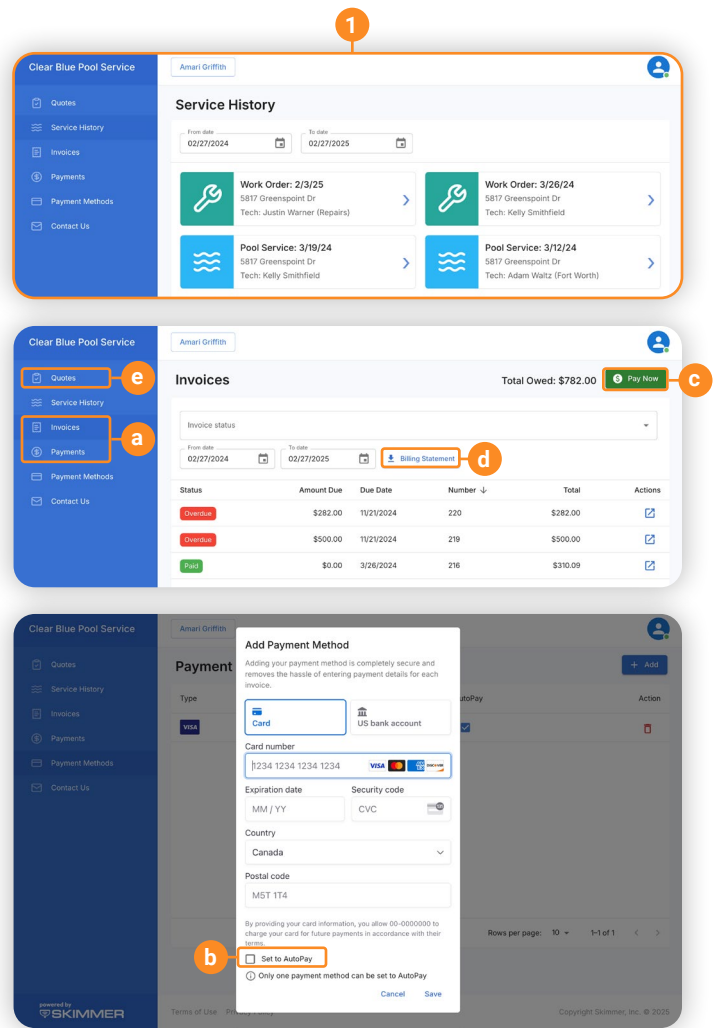 1
Clear Blue Pool Service
Amari Griffith
Quotes
Service History
Invoices
Payments
Payment Methods
Contact Us
Service History
From date
02/27/2024
To date
02/27/2025
Work Order: 2/3/25
5817 Greenspoint Dr
Tech: Justin Warner (Repairs)
Work Order: 3/26/24
5817 Greenspoint Dr
Tech: Kelly Smithfield
Pool Service: 3/19/24
5817 Greenspoint Dr
Tech: Kelly Smithfield
Pool Service: 3/12/24
5817 Greenspoint Dr
Tech: Adam Waltz (Fort Worth)
Clear Blue Pool Service
Amari Griffith
Quotes
e
Service History
Invoices
a
Payments
Payment Methods
Contact Us
Invoices
Total Owed: $782.00
Pay Now
c
Invoice status
From date
02/27/2024
To date
02/27/2025
Billing Statement
d
Status Amount Due Due Date Number Total Actions
Overdue $282.00 11/21/2024 220 $282.00
Overdue $500.00 11/21/2024 219 $500.00
Paid $0.00 3/26/2024 216 $310.09
Clear Blue Pool Service
Amari Griffith
Quotes
Service History
Invoices
Payments
Payment Methods
Contact Us
Payment
+ Add
Type
utoPay
Action
VISA
Add Payment Method
Adding your payment method is completely secure and
removes the hassle of entering payment details for each
invoice.
Card
US bank account
Card number
1234 1234 1234 1234
VISA
DISCOVER
Expiration date
Security code
MM / YY
CVC
Country
Canada
Postal code
M5T 1T4
By providing your card information, you allow 00-0000000 to
charge your card for future payments in accordance with their
terms.
b
Set to AutoPay
Only one payment method can be set to AutoPay
Cancel Save
Rows per page: 10 1–1 of 1
powered by
SKIMMER
Terms of Use Privacy Policy
Copyright Skimmer, Inc. © 2025